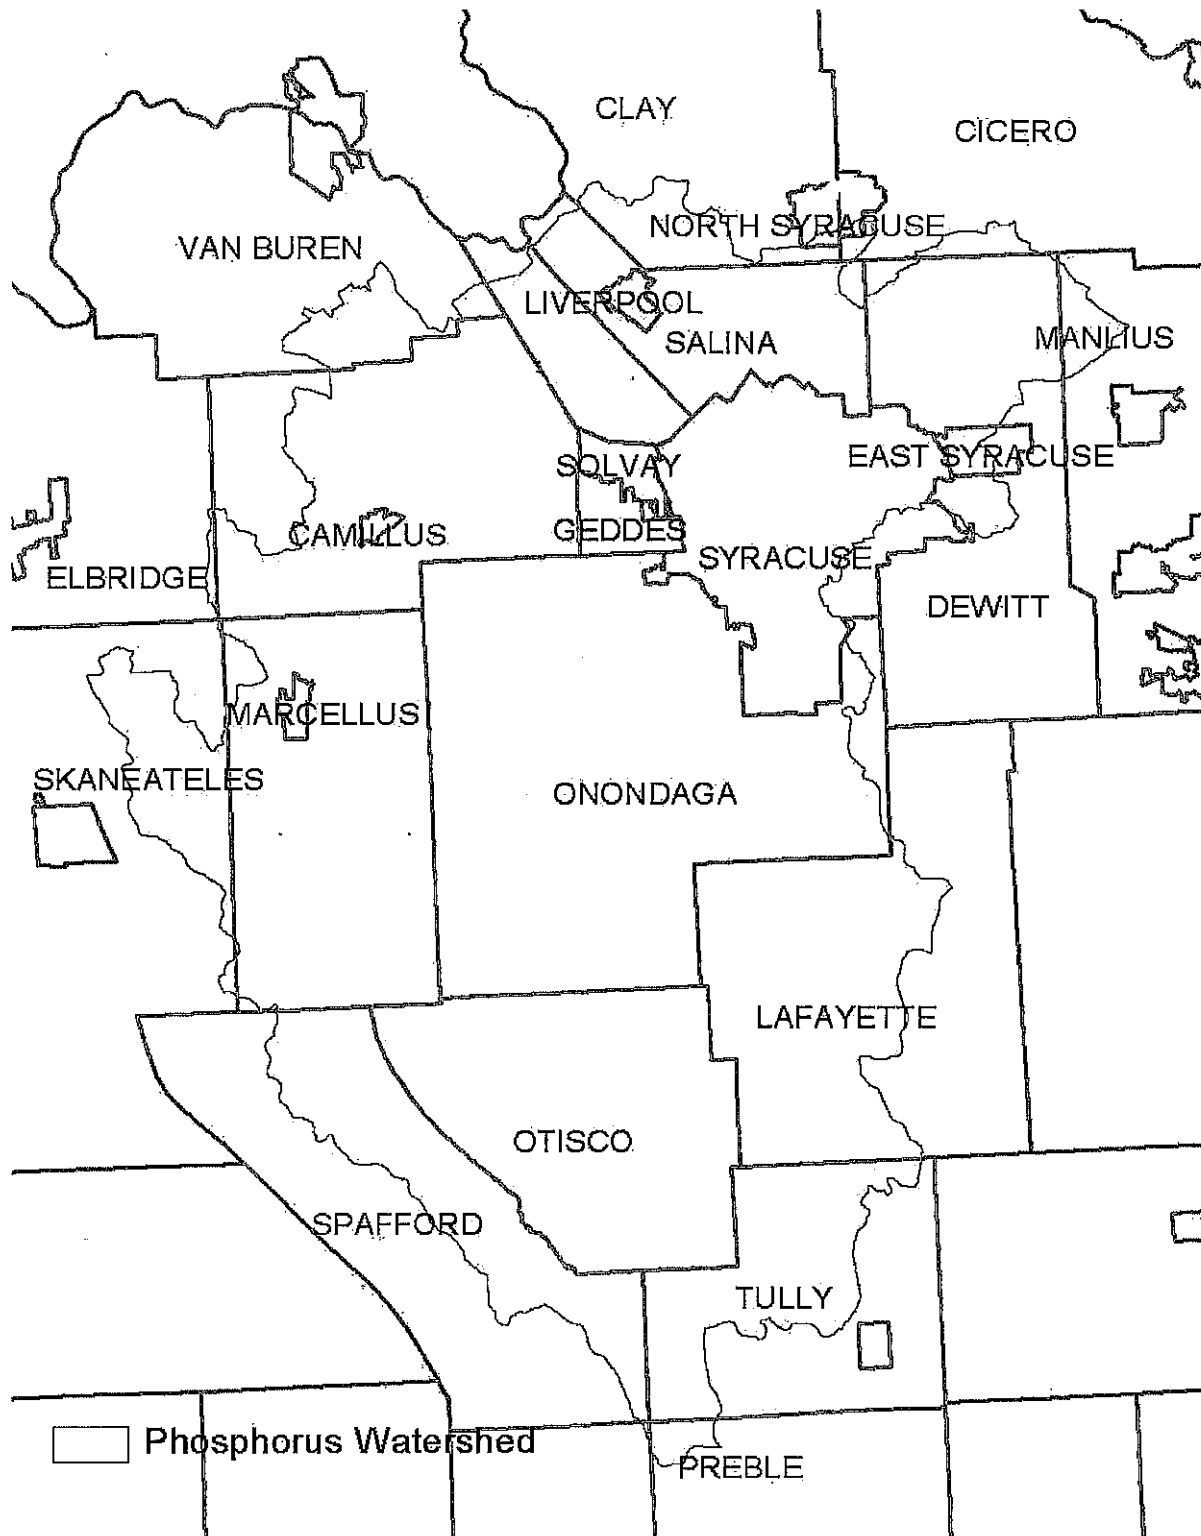 CLAY
CICERO
NORTH SYRACUSE
VAN BUREN
LIVERPOOL
SALINA
MANLIUS
EAST SYRACUSE
SOLVAY
GEDDES
CAMILLUS
SYRACUSE
ELBRIDGE
DEWITT
MARCELLUS
SKANEATELES
ONONDAGA
LAFAYETTE
OTISCO
SPAFFORD
TULLY
Phosphorus Watershed
PREBLE